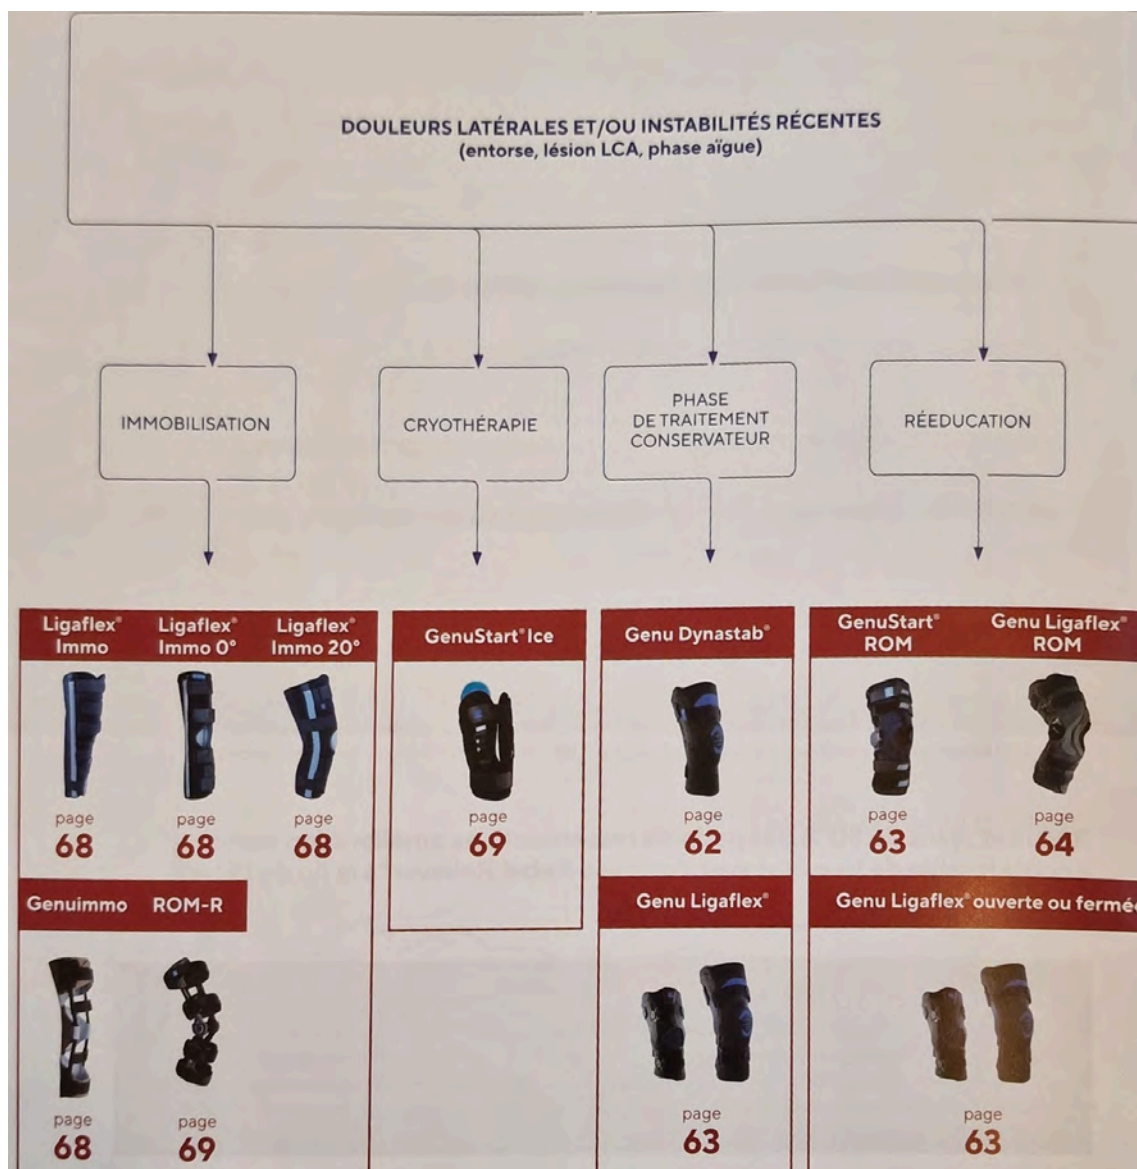 DOULEURS LATÉRALES ET/OU INSTABILITÉS RÉCENTES
(entorse, lésion LCA, phase aïgue)
IMMOBILISATION
CRYOTHÉRAPIE
PHASE
DE TRAITEMENT
CONSERVATEUR
RÉEDUCATION
Ligaflex®
Immo
Ligaflex®
Immo 0°
Ligaflex®
Immo 20°
GenuStart® Ice
Genu Dynastab®
GenuStart®
ROM
Genu Ligaflex®
ROM
page
68
page
68
page
68
page
69
page
62
page
63
page
64
Genuimmo
ROM-R
Genu Ligaflex®
Genu Ligaflex® ouverte ou fermée
page
68
page
69
page
63
page
63